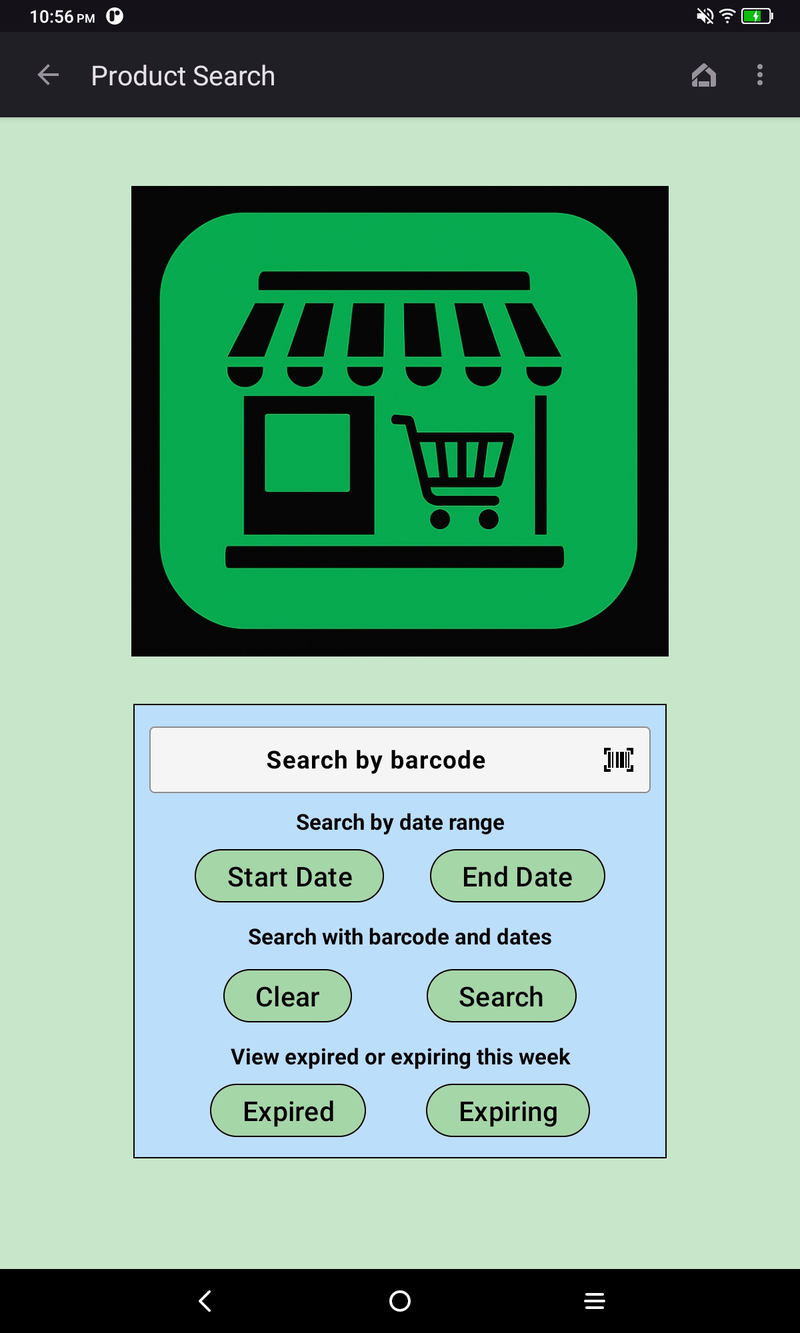 10:56 PM
Product Search
Search by barcode
Search by date range
Start Date End Date
Search with barcode and dates
Clear Search
View expired or expiring this week
Expired Expiring